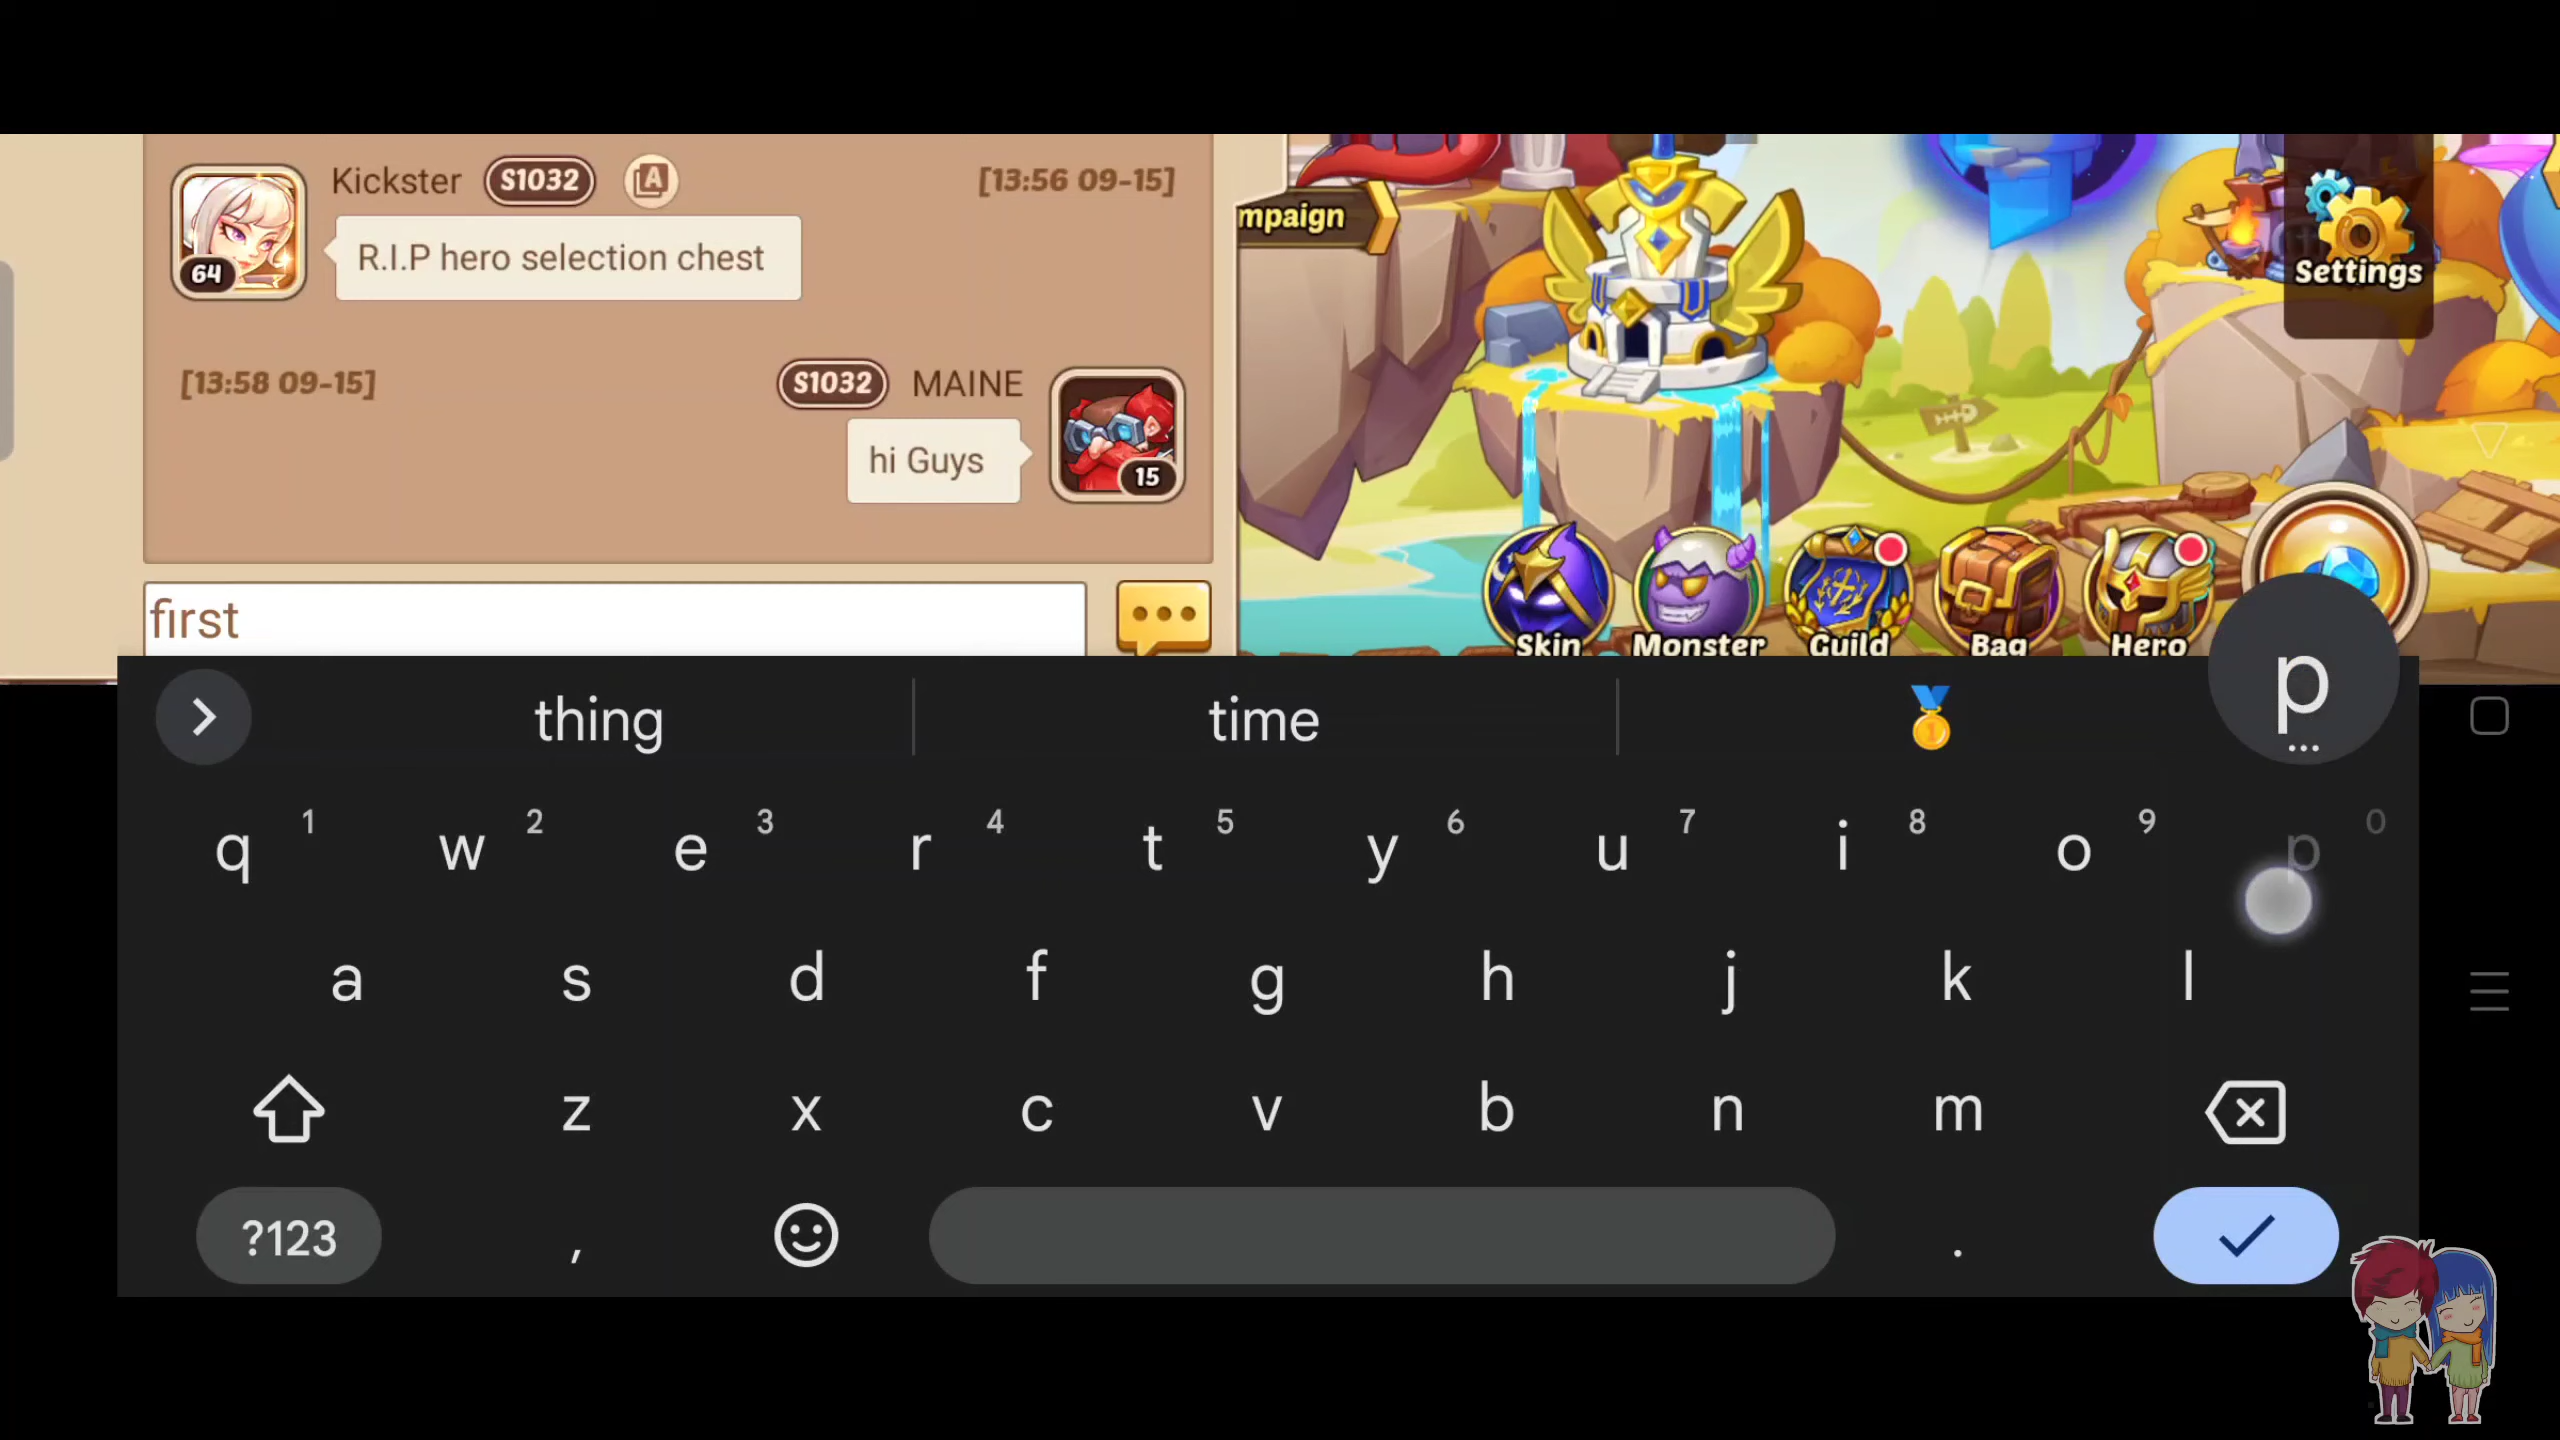 Kickster S1032 A [13:56 09-15]
64
R.I.P hero selection chest
[13:58 09-15] S1032 MAINE
hi Guys
15
mpaign
Settings
first
Skin Monster Guild Bag Hero
thing time p
q 1 w 2 e 3 r 4 t 5 y 6 u 7 i 8 o 9 p 0
a s d f g h j k l
z x c v b n m
?123 , .